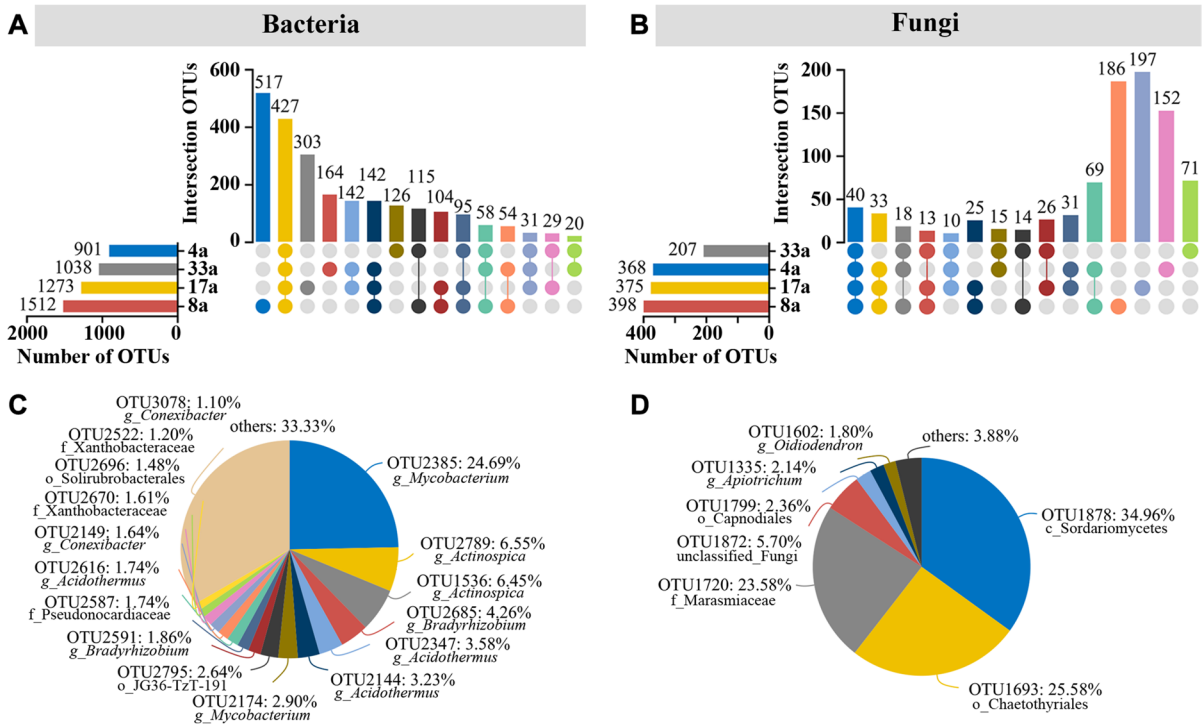 A
Bacteria
Intersection OTUs
600
400
200
0
517
427
303
164
142
142
126
115
104
95
58
54
31
29
20
901
4a
1038
33a
1273
17a
1512
8a
2000
1000
0
Number of OTUs
B
Fungi
Intersection OTUs
200
150
100
50
0
40
33
18
13
10
25
15
14
26
31
69
186
197
152
71
207
33a
368
4a
375
17a
398
8a
400
200
0
Number of OTUs
C
OTU3078: 1.10%
g_Conexibacter
others: 33.33%
OTU2522: 1.20%
f_Xanthobacteraceae
OTU2696: 1.48%
o_Solirubrobacterales
OTU2670: 1.61%
f_Xanthobacteraceae
OTU2149: 1.64%
g_Conexibacter
OTU2616: 1.74%
g_Acidothermus
OTU2587: 1.74%
f_Pseudonocardiaceae
OTU2591: 1.86%
g_Bradyrhizobium
OTU2795: 2.64%
o_JG36-TzT-191
OTU2174: 2.90%
g_Mycobacterium
OTU2144: 3.23%
g_Acidothermus
OTU2347: 3.58%
g_Acidothermus
OTU2685: 4.26%
g_Bradyrhizobium
OTU1536: 6.45%
g_Actinospica
OTU2789: 6.55%
g_Actinospica
OTU2385: 24.69%
g_Mycobacterium
D
OTU1602: 1.80%
g_Oidiodendron
others: 3.88%
OTU1335: 2.14%
g_Apiotrichum
OTU1799: 2.36%
o_Capnodiales
OTU1872: 5.70%
unclassified_Fungi
OTU1720: 23.58%
f_Marasmiaceae
OTU1878: 34.96%
c_Sordariomycetes
OTU1693: 25.58%
o_Chaetothyriales